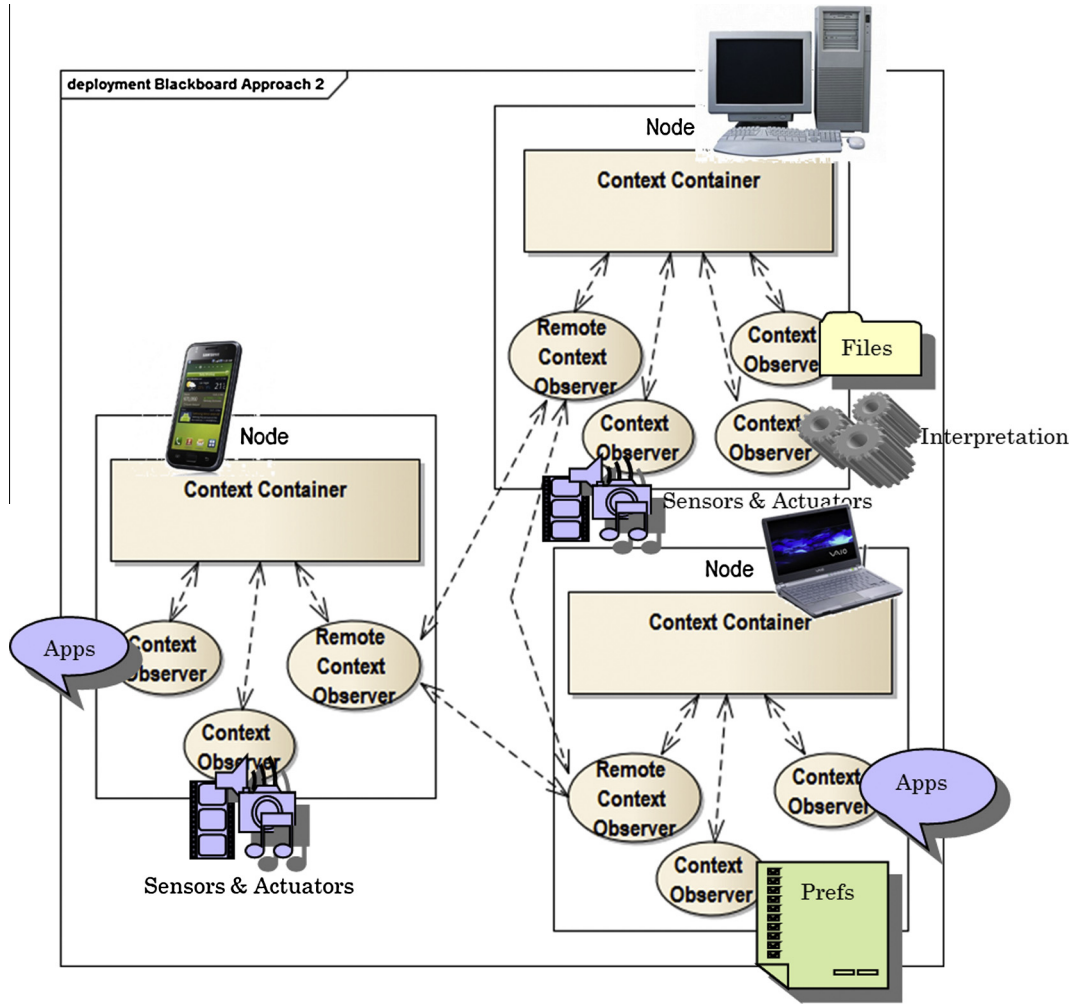 deployment Blackboard Approach 2
Node
Context Container
Remote
Context
Observer
Context
Observer
Files
Context
Observer
Context
Observer
Interpretation
Sensors & Actuators
Node
Context Container
Apps
Context
Observer
Remote
Context
Observer
Context
Observer
Sensors & Actuators
Node
VAIO
Context Container
Remote
Context
Observer
Context
Observer
Apps
Context
Observer
Prefs